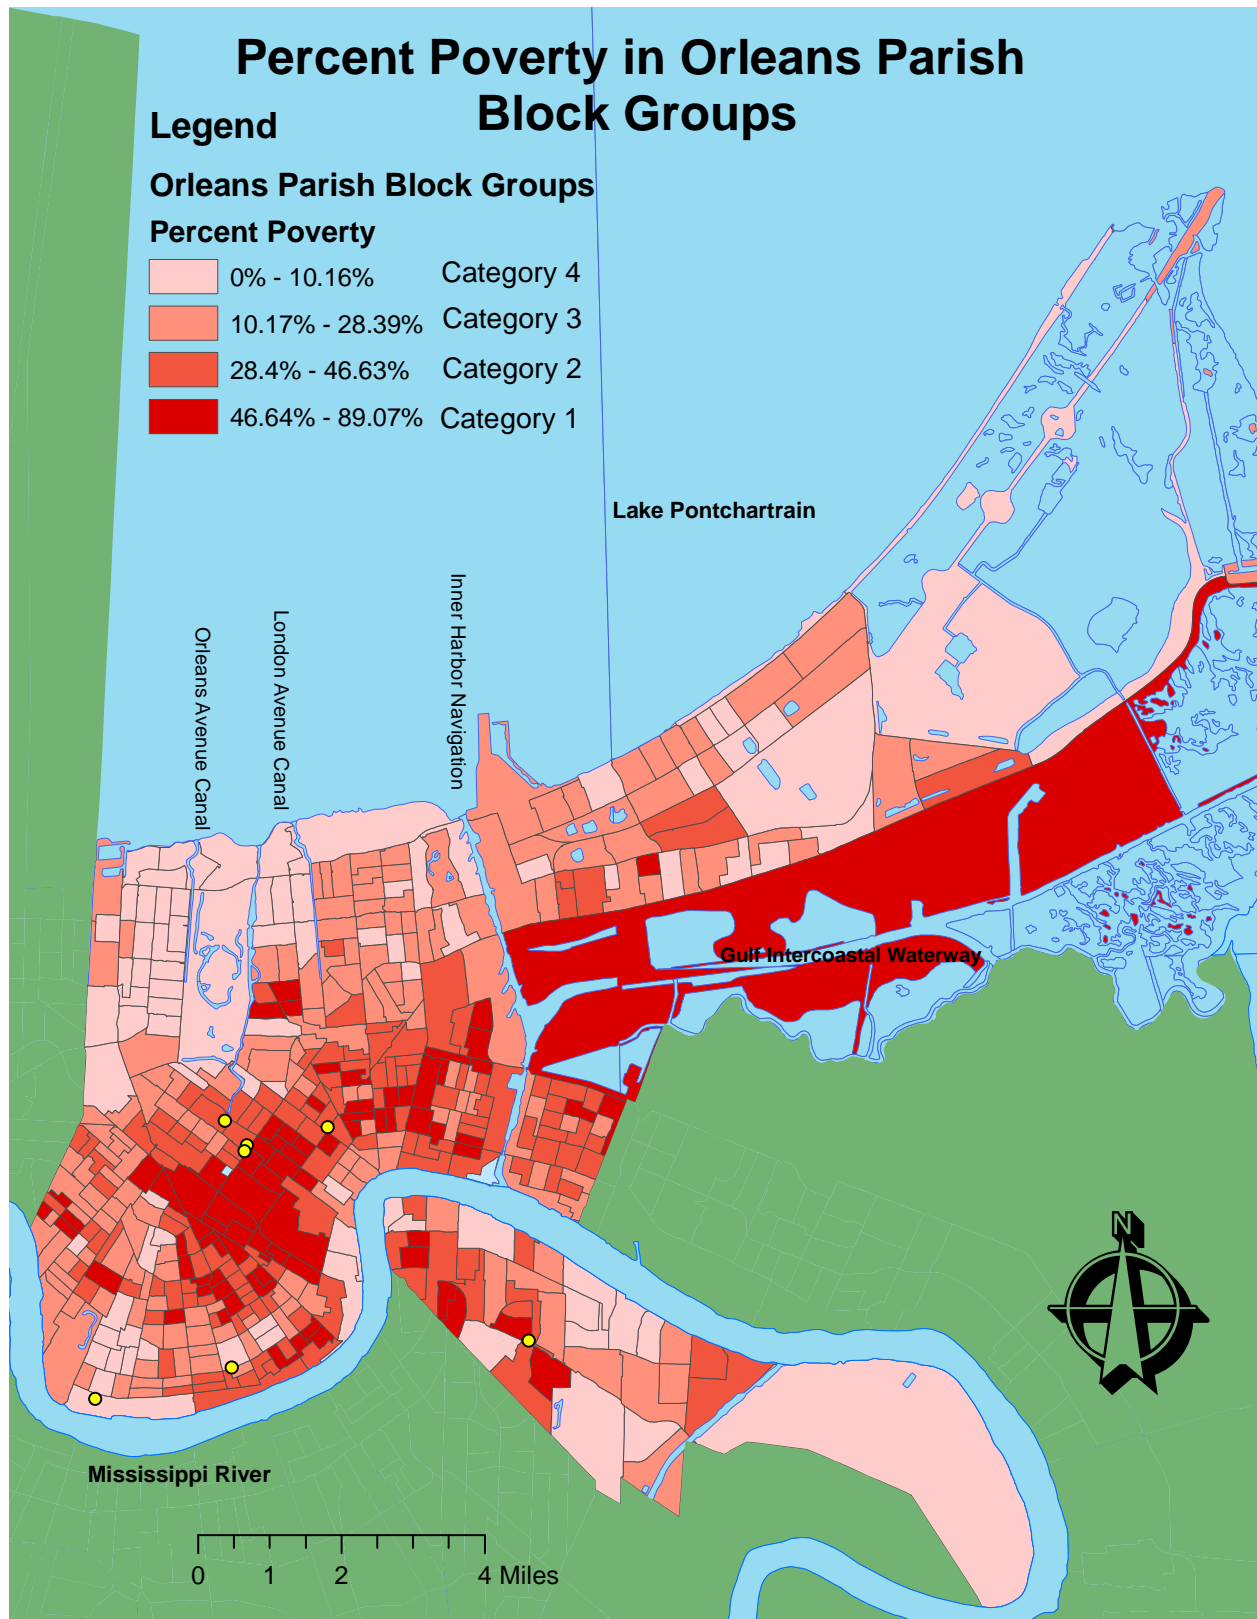 Percent Poverty in Orleans Parish
Block Groups
Legend
Orleans Parish Block Groups
Percent Poverty
0% - 10.16% Category 4
10.17% - 28.39% Category 3
28.4% - 46.63% Category 2
46.64% - 89.07% Category 1
Lake Pontchartrain
Orleans Avenue Canal
London Avenue Canal
Inner Harbor Navigation
Gulf Intercoastal Waterway
N
Mississippi River
0 1 2 4 Miles